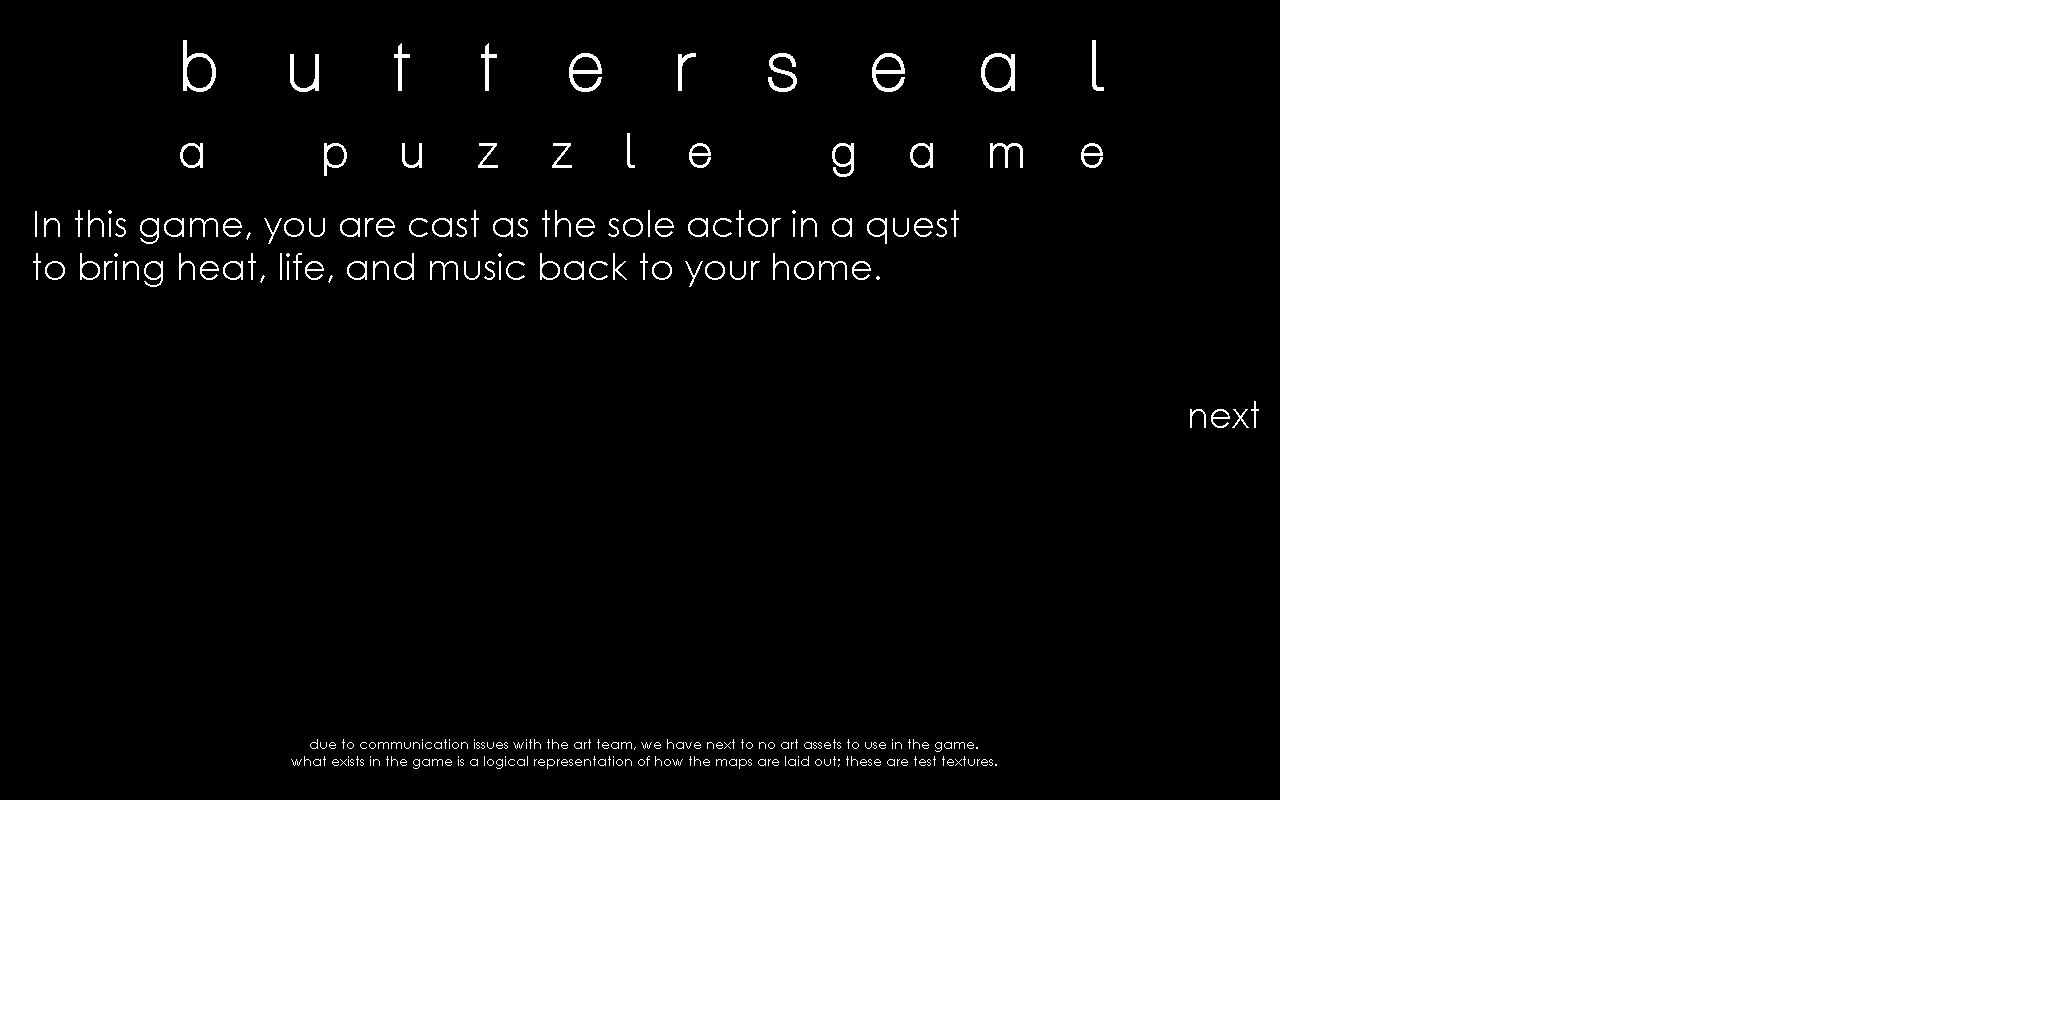 butterseal
a puzzle game
In this game, you are cast as the sole actor in a quest
to bring heat, life, and music back to your home.
next
due to communication issues with the art team, we have next to no art assets to use in the game.
what exists in the game is a logical representation of how the maps are laid out; these are test textures.